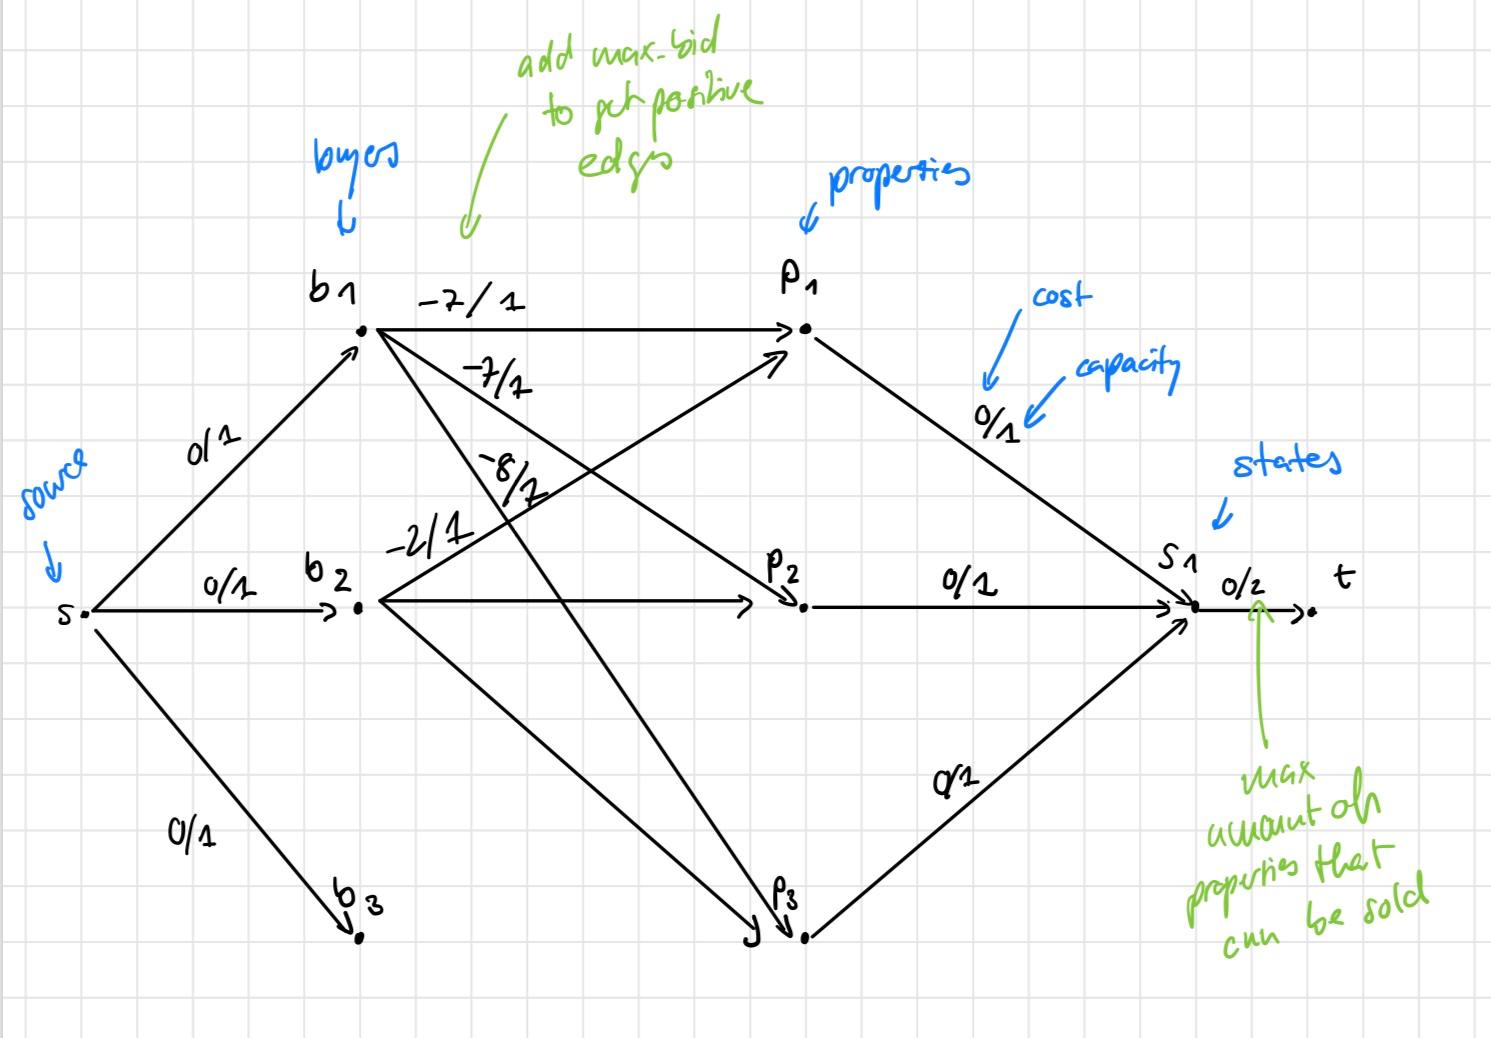 add max_bid
to get positive
edges
buyers
properties
b1
p1
-7/1
cost
-7/1
capacity
0/1
0/1
states
source
-8/1
-2/1
s1
p2
b2
0/1
0/1
0/2
t
s
0/1
0/1
max
amount of
properties that
can be sold
b3
p3